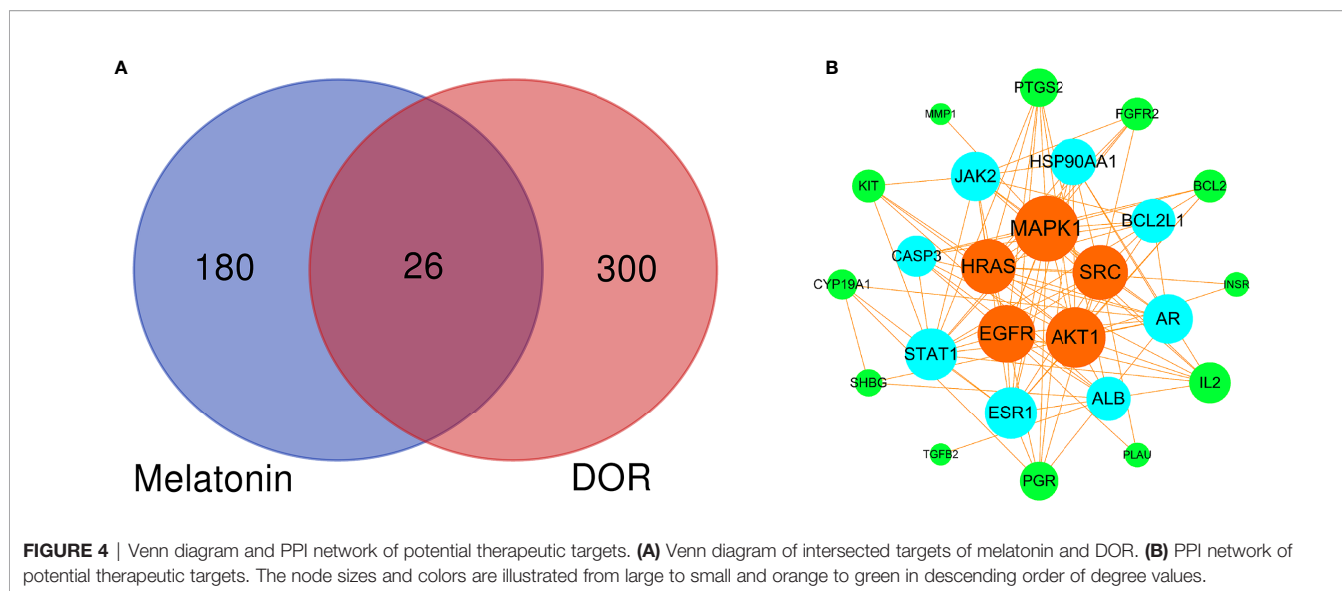 A
180
26
300
Melatonin
DOR
B
PTGS2
MMP1
FGFR2
HSP90AA1
JAK2
KIT
BCL2
BCL2L1
MAPK1
CASP3
HRAS
SRC
CYP19A1
INSR
AR
EGFR
AKT1
STAT1
SHBG
IL2
ALB
ESR1
TGFB2
PLAU
PGR
FIGURE 4 | Venn diagram and PPI network of potential therapeutic targets. (A) Venn diagram of intersected targets of melatonin and DOR. (B) PPI network of
potential therapeutic targets. The node sizes and colors are illustrated from large to small and orange to green in descending order of degree values.